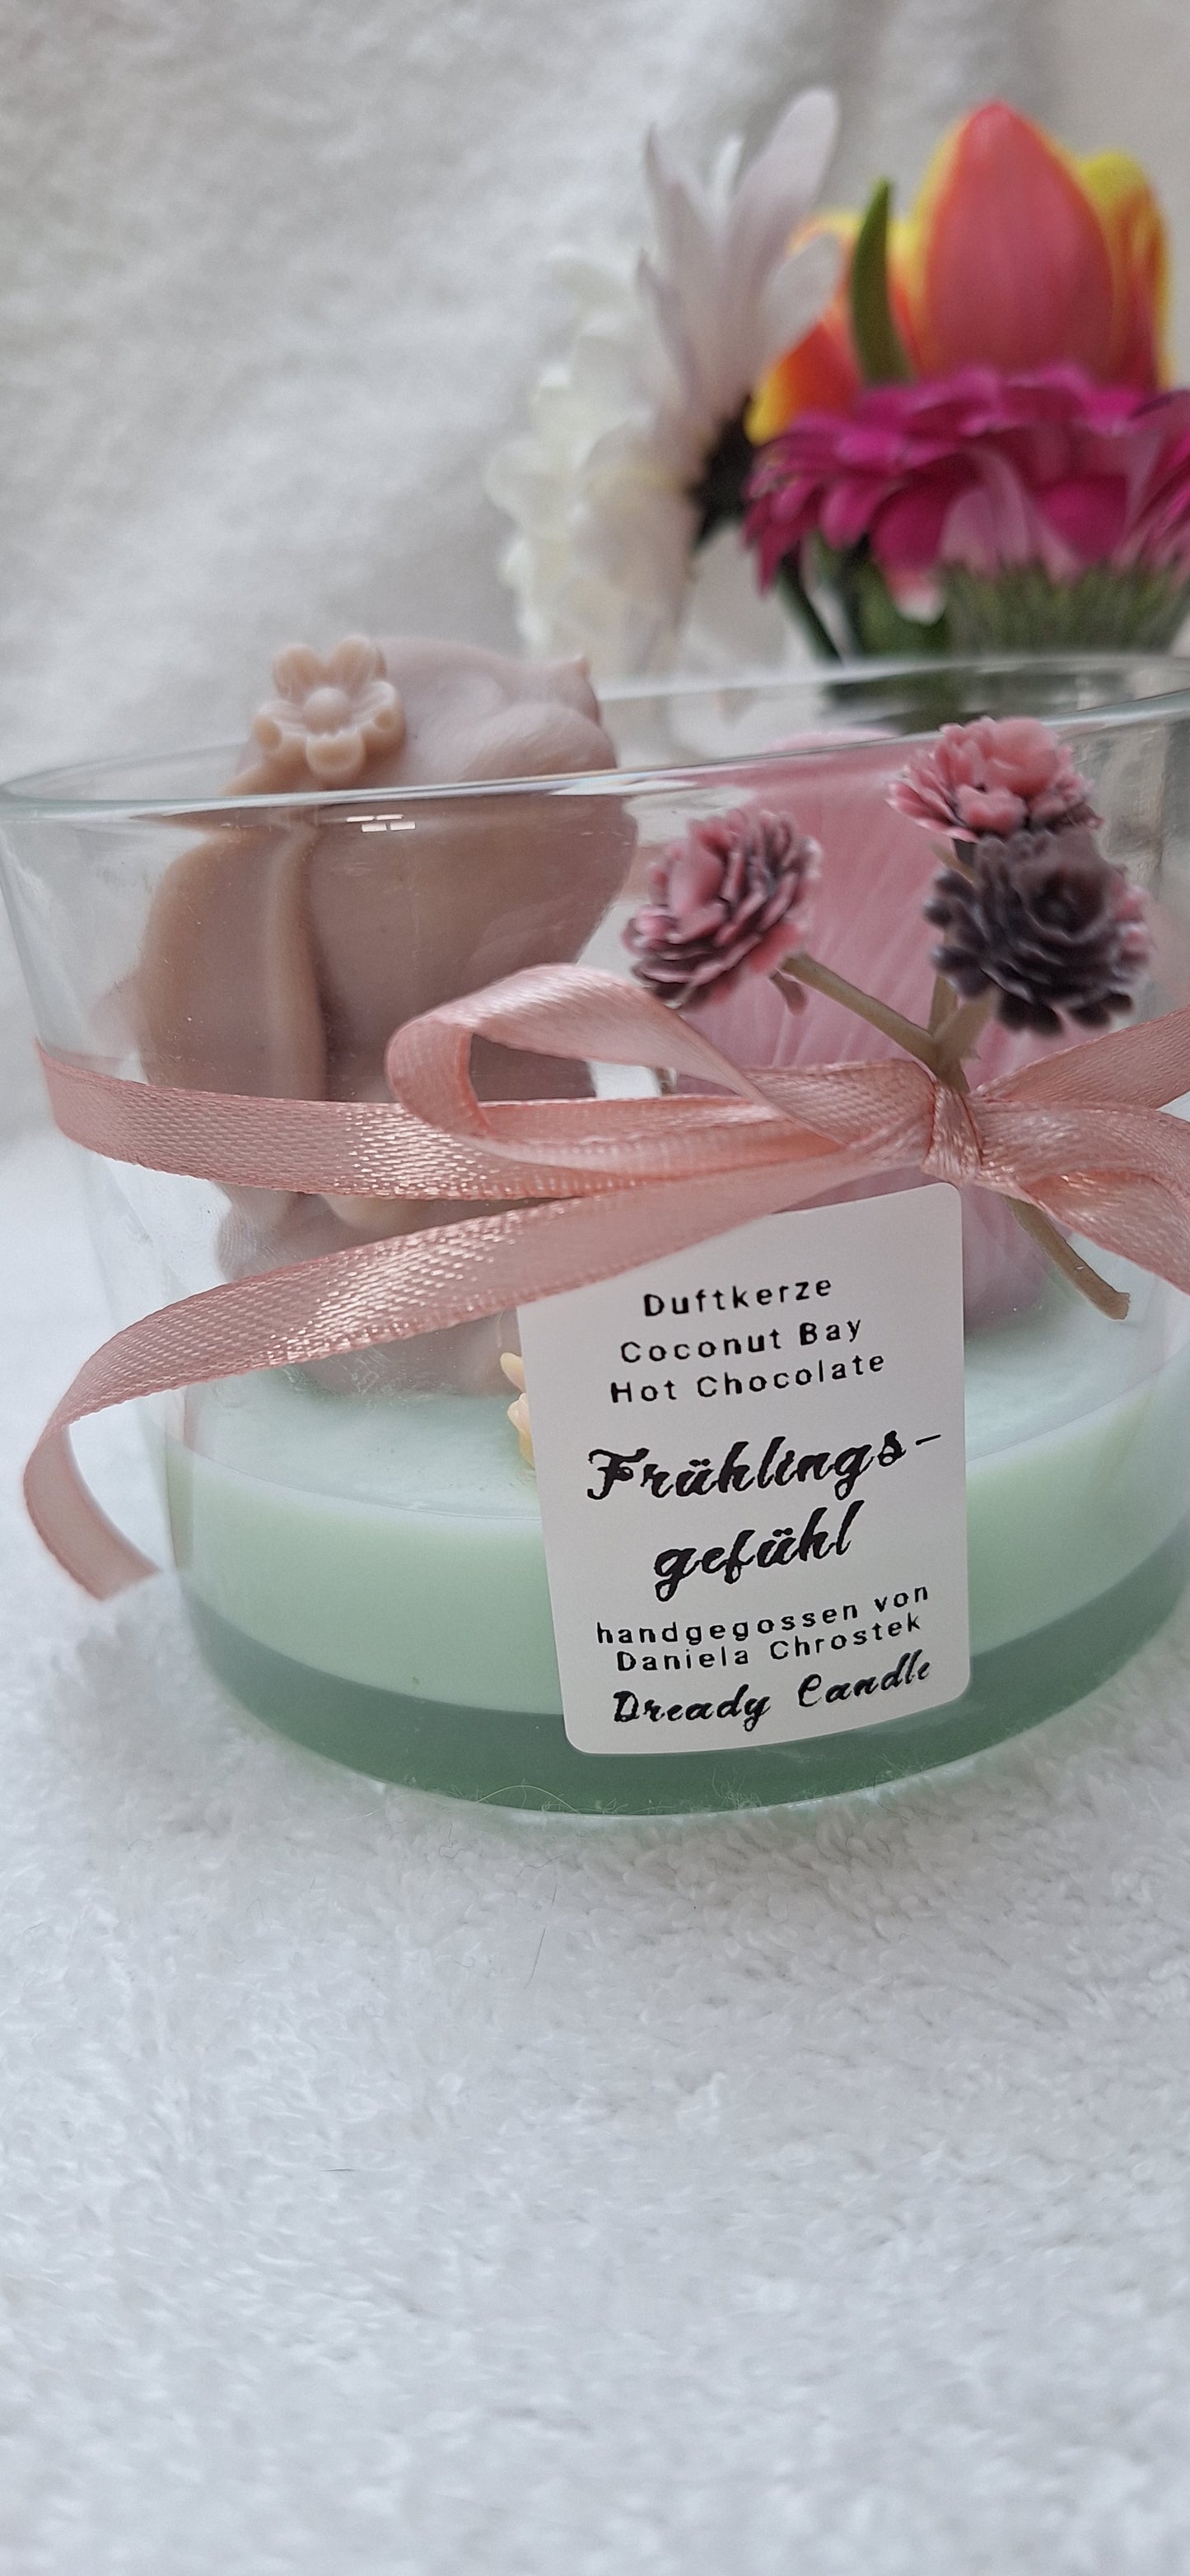 Duftkerze
Coconut Bay
Hot Chocolate
Frühlings-
gefühl
handgegossen von
Daniela Chrostek
Dready Candle